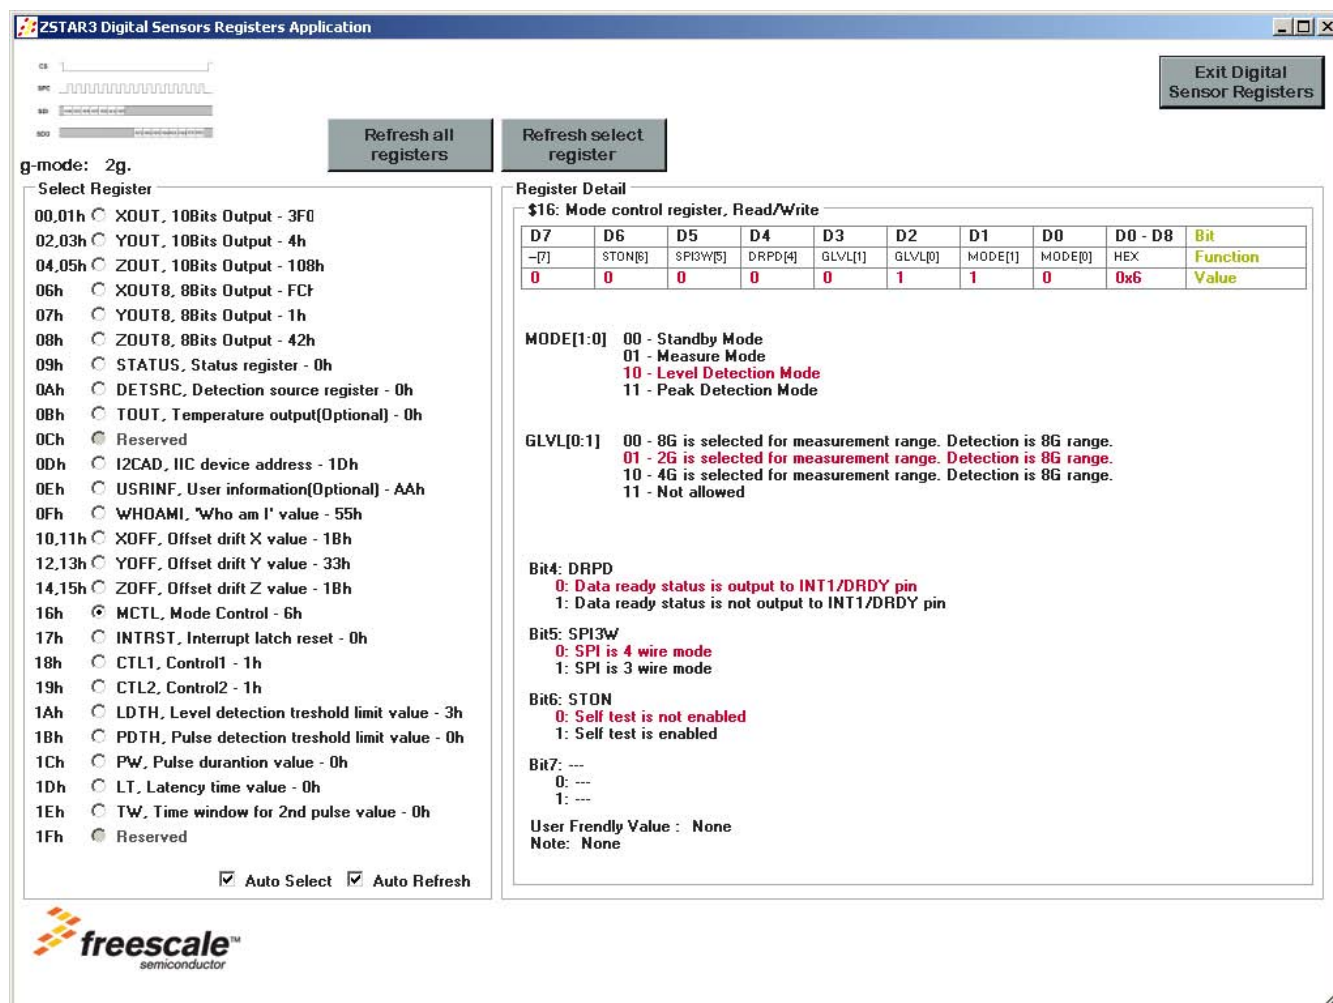 ZSTAR3 Digital Sensors Registers Application
CS
SPC
SDI
SDO
Exit Digital
Sensor Registers
Refresh all
registers
Refresh select
register
g-mode: 2g.
Select Register
00,01h XOUT, 10Bits Output - 3F0
02,03h YOUT, 10Bits Output - 4h
04,05h ZOUT, 10Bits Output - 108h
06h XOUT8, 8Bits Output - FCh
07h YOUT8, 8Bits Output - 1h
08h ZOUT8, 8Bits Output - 42h
09h STATUS, Status register - 0h
0Ah DETSRC, Detection source register - 0h
0Bh TOUT, Temperature output(Optional) - 0h
0Ch Reserved
0Dh I2CAD, IIC device address - 1Dh
0Eh USRINF, User information(Optional) - AAh
0Fh WHOAMI, 'Who am I' value - 55h
10,11h XOFF, Offset drift X value - 1Bh
12,13h YOFF, Offset drift Y value - 33h
14,15h ZOFF, Offset drift Z value - 1Bh
16h MCTL, Mode Control - 6h
17h INTRST, Interrupt latch reset - 0h
18h CTL1, Control1 - 1h
19h CTL2, Control2 - 1h
1Ah LDTH, Level detection treshold limit value - 3h
1Bh PDTH, Pulse detection treshold limit value - 0h
1Ch PW, Pulse durantion value - 0h
1Dh LT, Latency time value - 0h
1Eh TW, Time window for 2nd pulse value - 0h
1Fh Reserved
Auto Select Auto Refresh
Register Detail
$16: Mode control register, Read/Write
D7 D6 D5 D4 D3 D2 D1 D0 D0 - D8 Bit
--[7] STON[6] SPI3W[5] DRPD[4] GLVL[1] GLVL[0] MODE[1] MODE[0] HEX Function
0 0 0 0 0 1 1 0 0x6 Value
MODE[1:0] 00 - Standby Mode
01 - Measure Mode
10 - Level Detection Mode
11 - Peak Detection Mode
GLVL[0:1] 00 - 8G is selected for measurement range. Detection is 8G range.
01 - 2G is selected for measurement range. Detection is 8G range.
10 - 4G is selected for measurement range. Detection is 8G range.
11 - Not allowed
Bit4: DRPD
0: Data ready status is output to INT1/DRDY pin
1: Data ready status is not output to INT1/DRDY pin
Bit5: SPI3W
0: SPI is 4 wire mode
1: SPI is 3 wire mode
Bit6: STON
0: Self test is not enabled
1: Self test is enabled
Bit7: ---
0: ---
1: ---
User Frendly Value : None
Note: None
freescale™
semiconductor